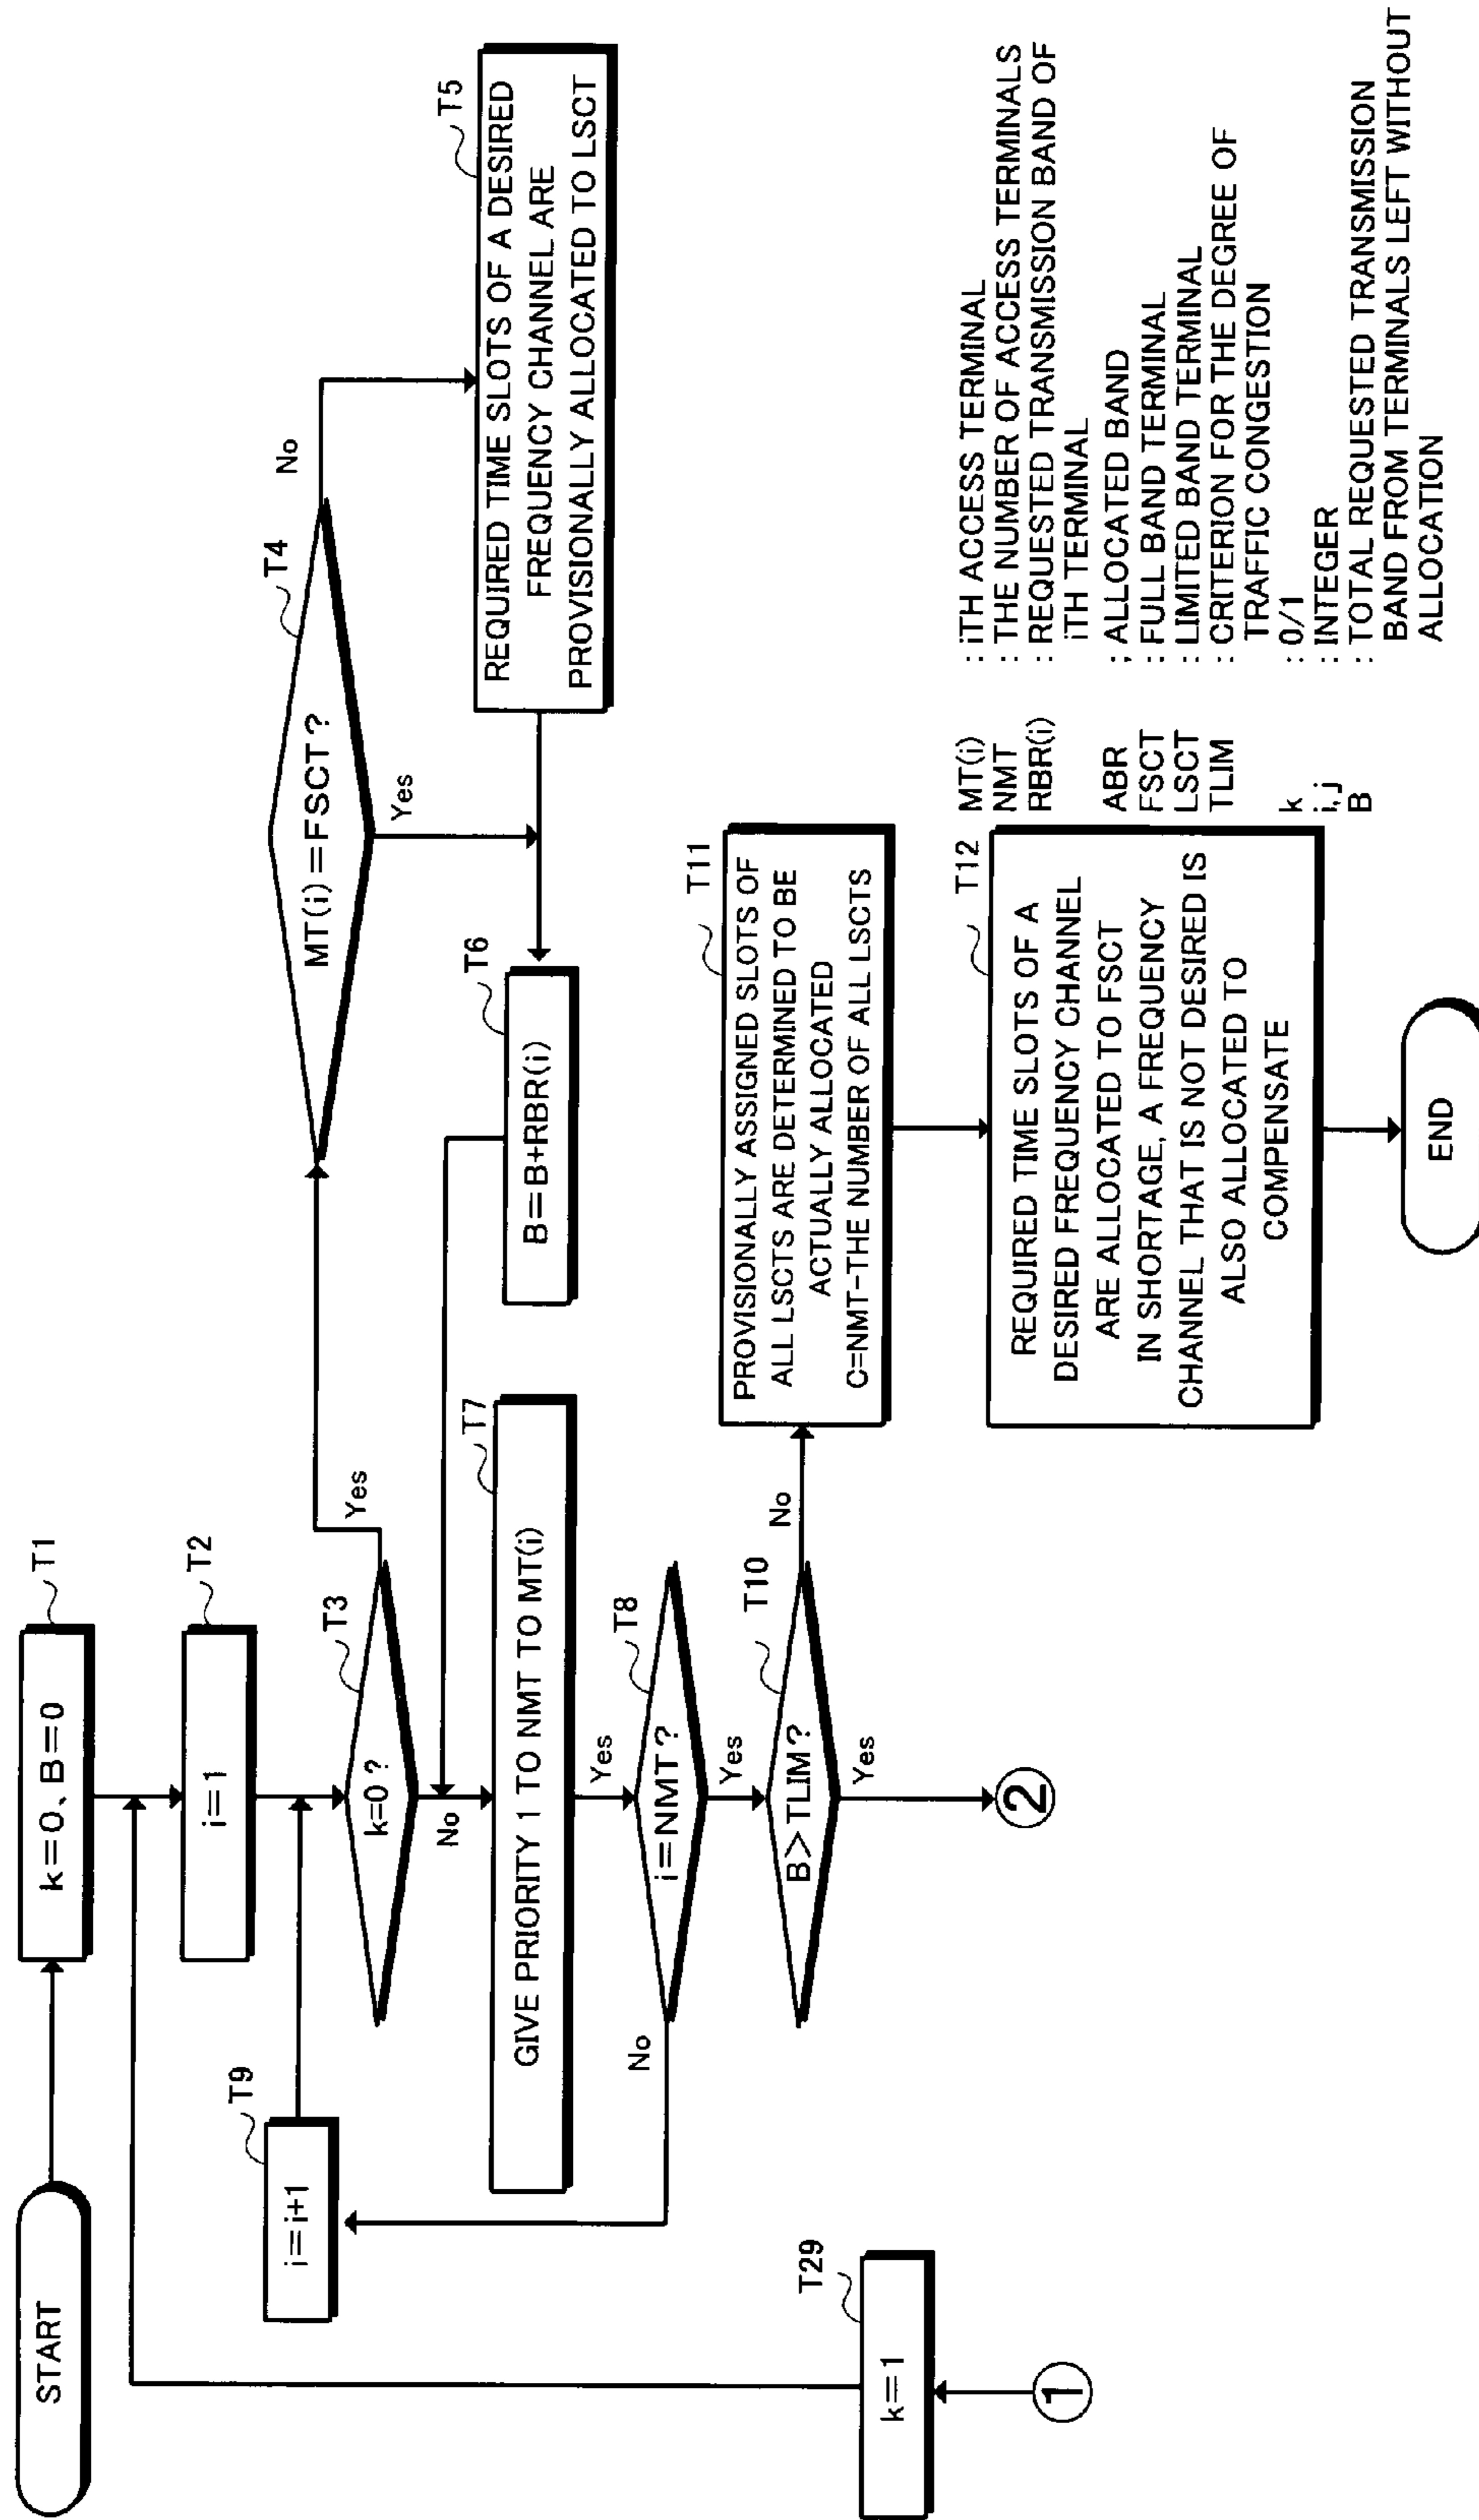 START
k=0、B=0
T1
i=1
T2
T9
i=i+1
k=0 ?
T3
Yes
No
MT(i)=FSCT ?
T4
No
Yes
T5
REQUIRED TIME SLOTS OF A DESIRED
FREQUENCY CHANNEL ARE
PROVISIONALLY ALLOCATED TO LSCT
T6
B=B+RBR(i)
T7
GIVE PRIORITY 1 TO NMT TO MT(i)
Yes
T8
i=NMT ?
No
Yes
T10
B> TLIM ?
No
Yes
2
T11
PROVISIONALLY ASSIGNED SLOTS OF
ALL LSCTS ARE DETERMINED TO BE
ACTUALLY ALLOCATED
C=NMT-THE NUMBER OF ALL LSCTS
T12
REQUIRED TIME SLOTS OF A
DESIRED FREQUENCY CHANNEL
ARE ALLOCATED TO FSCT
IN SHORTAGE, A FREQUENCY
CHANNEL THAT IS NOT DESIRED IS
ALSO ALLOCATED TO
COMPENSATE
END
T29
k=1
1
MT(i) : iTH ACCESS TERMINAL
NMT : THE NUMBER OF ACCESS TERMINALS
RBR(i) : REQUESTED TRANSMISSION BAND OF
iTH TERMINAL
ABR ; ALLOCATED BAND
FSCT : FULL BAND TERMINAL
LSCT : LIMITED BAND TERMINAL
TLIM : CRITERION FOR THE DEGREE OF
TRAFFIC CONGESTION
k : 0/1
i,j : INTEGER
B : TOTAL REQUESTED TRANSMISSION
BAND FROM TERMINALS LEFT WITHOUT
ALLOCATION